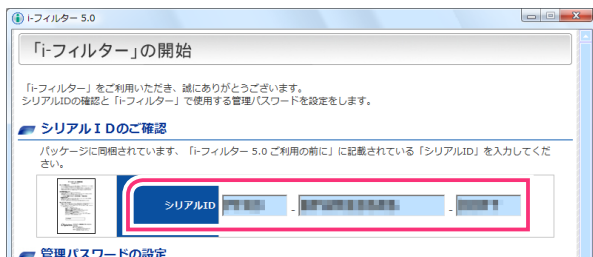 i-フィルター 5.0
「i-フィルター」の開始
「i-フィルター」をご利用いただき、誠にありがとうございます。
シリアルIDの確認と「i-フィルター」で使用する管理パスワードを設定をします。
シリアルＩＤのご確認
パッケージに同梱されています、「i-フィルター 5.0 ご利用の前に」に記載されている「シリアルID」を入力してくだ
さい。
シリアルID - -
管理パスワードの設定